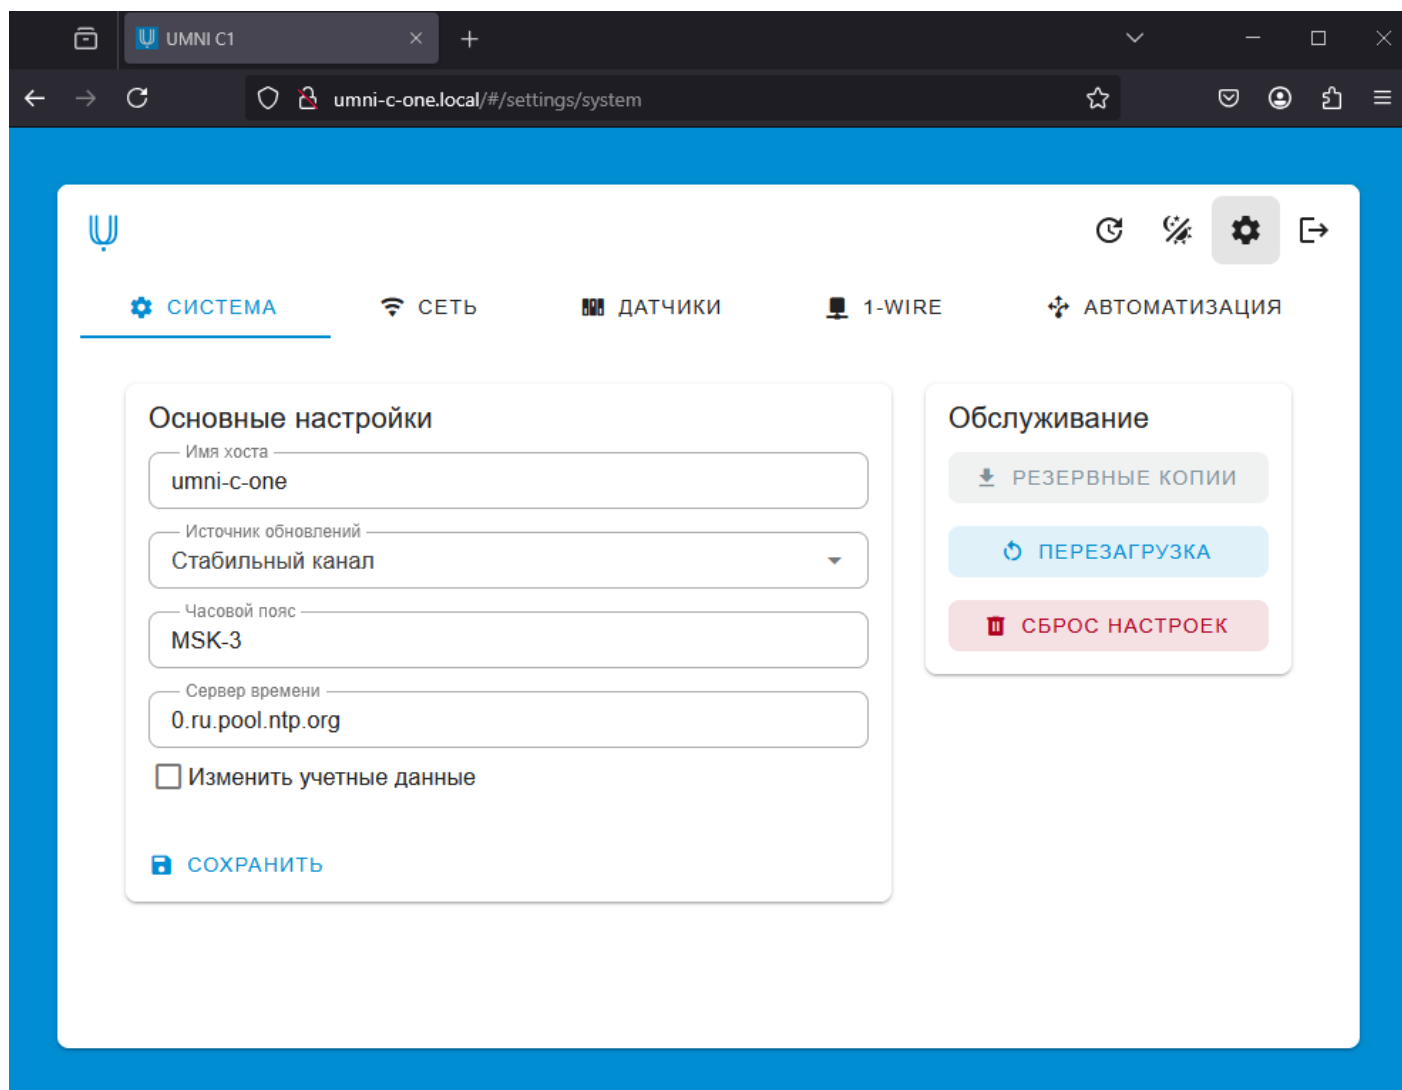 UMNI C1
umni-c-one.local/#/settings/system
СИСТЕМА
СЕТЬ
ДАТЧИКИ
1-WIRE
АВТОМАТИЗАЦИЯ
Основные настройки
Имя хоста
umni-c-one
Источник обновлений
Стабильный канал
Часовой пояс
MSK-3
Сервер времени
0.ru.pool.ntp.org
Изменить учетные данные
СОХРАНИТЬ
Обслуживание
РЕЗЕРВНЫЕ КОПИИ
ПЕРЕЗАГРУЗКА
СБРОС НАСТРОЕК